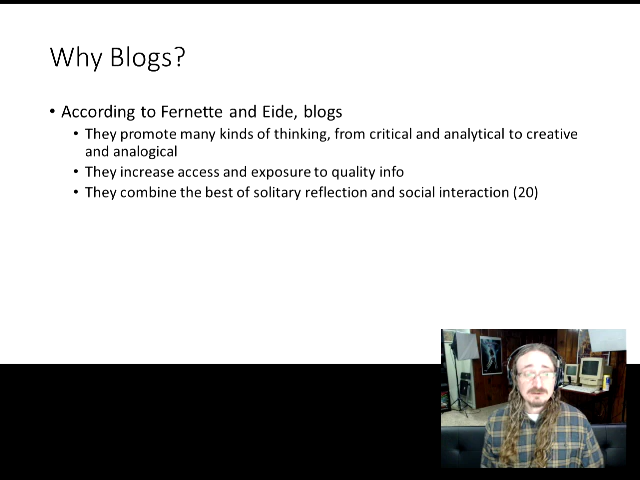 Why Blogs?
• According to Fernette and Eide, blogs
• They promote many kinds of thinking, from critical and analytical to creative
and analogical
• They increase access and exposure to quality info
• They combine the best of solitary reflection and social interaction (20)